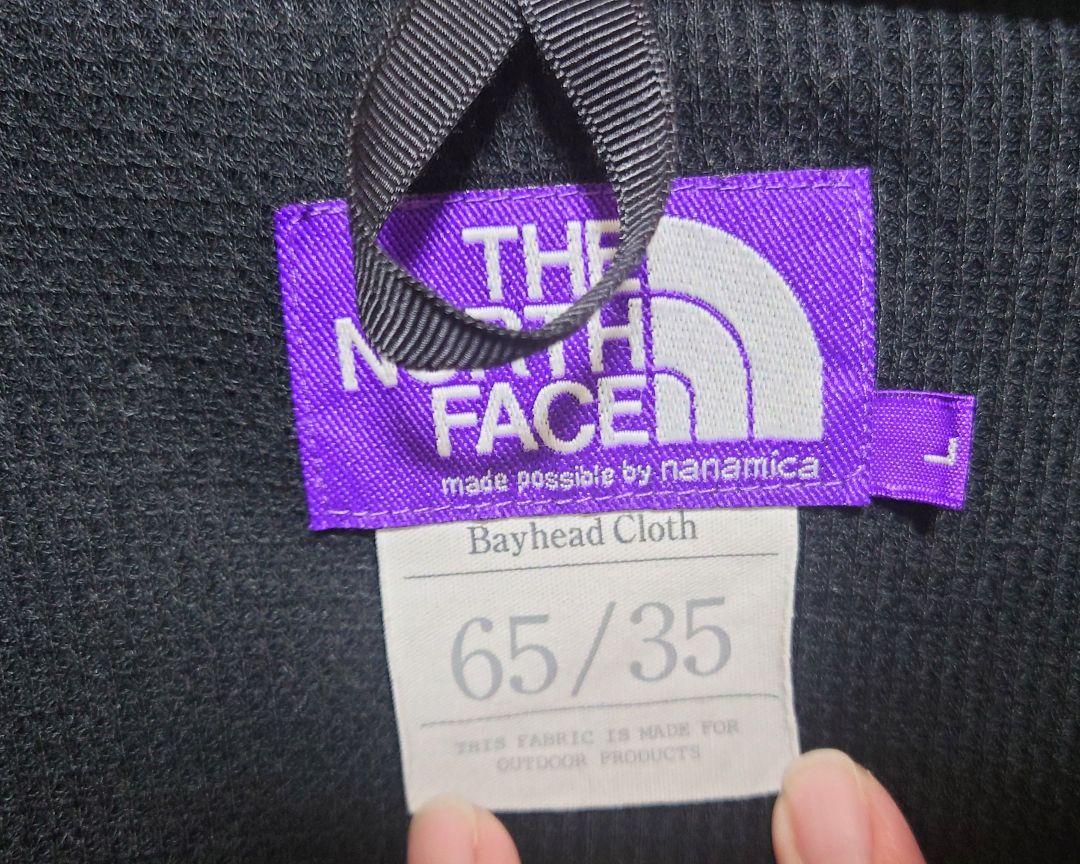 THE
NORTH
FACE
made possible by nanamica
L
Bayhead Cloth
65/35
THIS FABRIC IS MADE FOR
OUTDOOR PRODUCTS